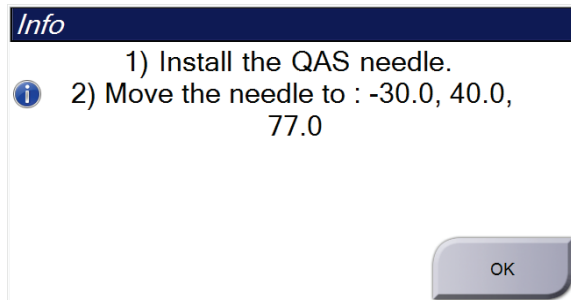 Info
1) Install the QAS needle.
2) Move the needle to : -30.0, 40.0,
77.0
OK